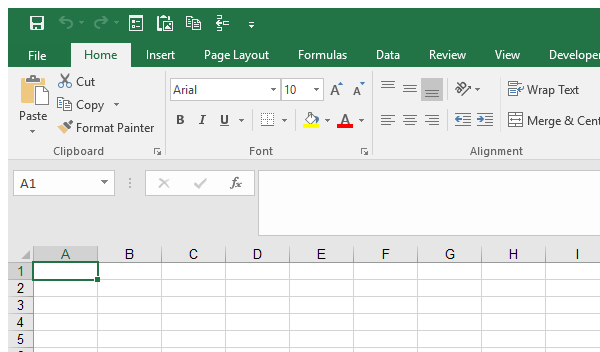 File Home Insert Page Layout Formulas Data Review View Developer
Cut
Arial 10 A A Wrap Text
Copy
Paste Format Painter B I U A Merge & Cent
Clipboard Font Alignment
A1 fx
A B C D E F G H I
1
2
3
4
5